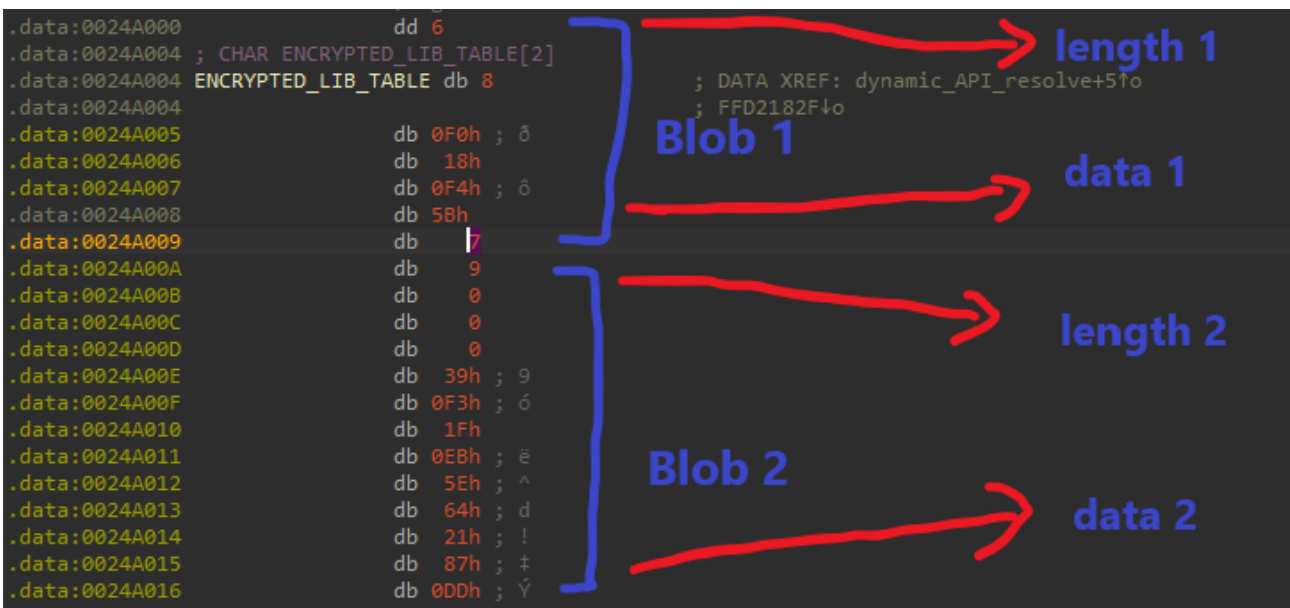 .data:0024A000 dd 6
length 1
.data:0024A004 ; CHAR ENCRYPTED_LIB_TABLE[2]
.data:0024A004 ENCRYPTED_LIB_TABLE db 8 ; DATA XREF: dynamic_API_resolve+5↑o
.data:0024A004 ; FFD2182F↓o
.data:0024A005 db 0F0h ; ð
Blob 1
.data:0024A006 db 18h
.data:0024A007 db 0F4h ; ô
data 1
.data:0024A008 db 5Bh
.data:0024A009 db 7
.data:0024A00A db 9
.data:0024A00B db 0
.data:0024A00C db 0
length 2
.data:0024A00D db 0
.data:0024A00E db 39h ; 9
.data:0024A00F db 0F3h ; ó
.data:0024A010 db 1Fh
.data:0024A011 db 0EBh ; ë
Blob 2
.data:0024A012 db 5Eh ; ^
.data:0024A013 db 64h ; d
data 2
.data:0024A014 db 21h ; !
.data:0024A015 db 87h ; ‡
.data:0024A016 db 0DDh ; Ý